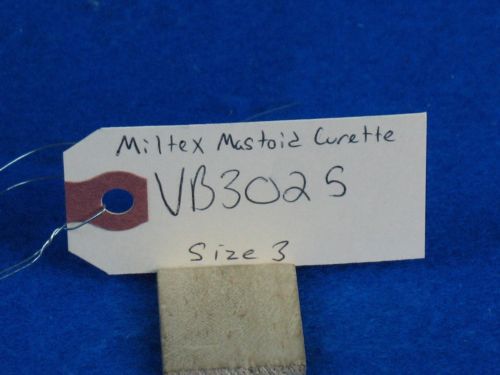 Miltex Mastoid Curette
VB302S
Size 3